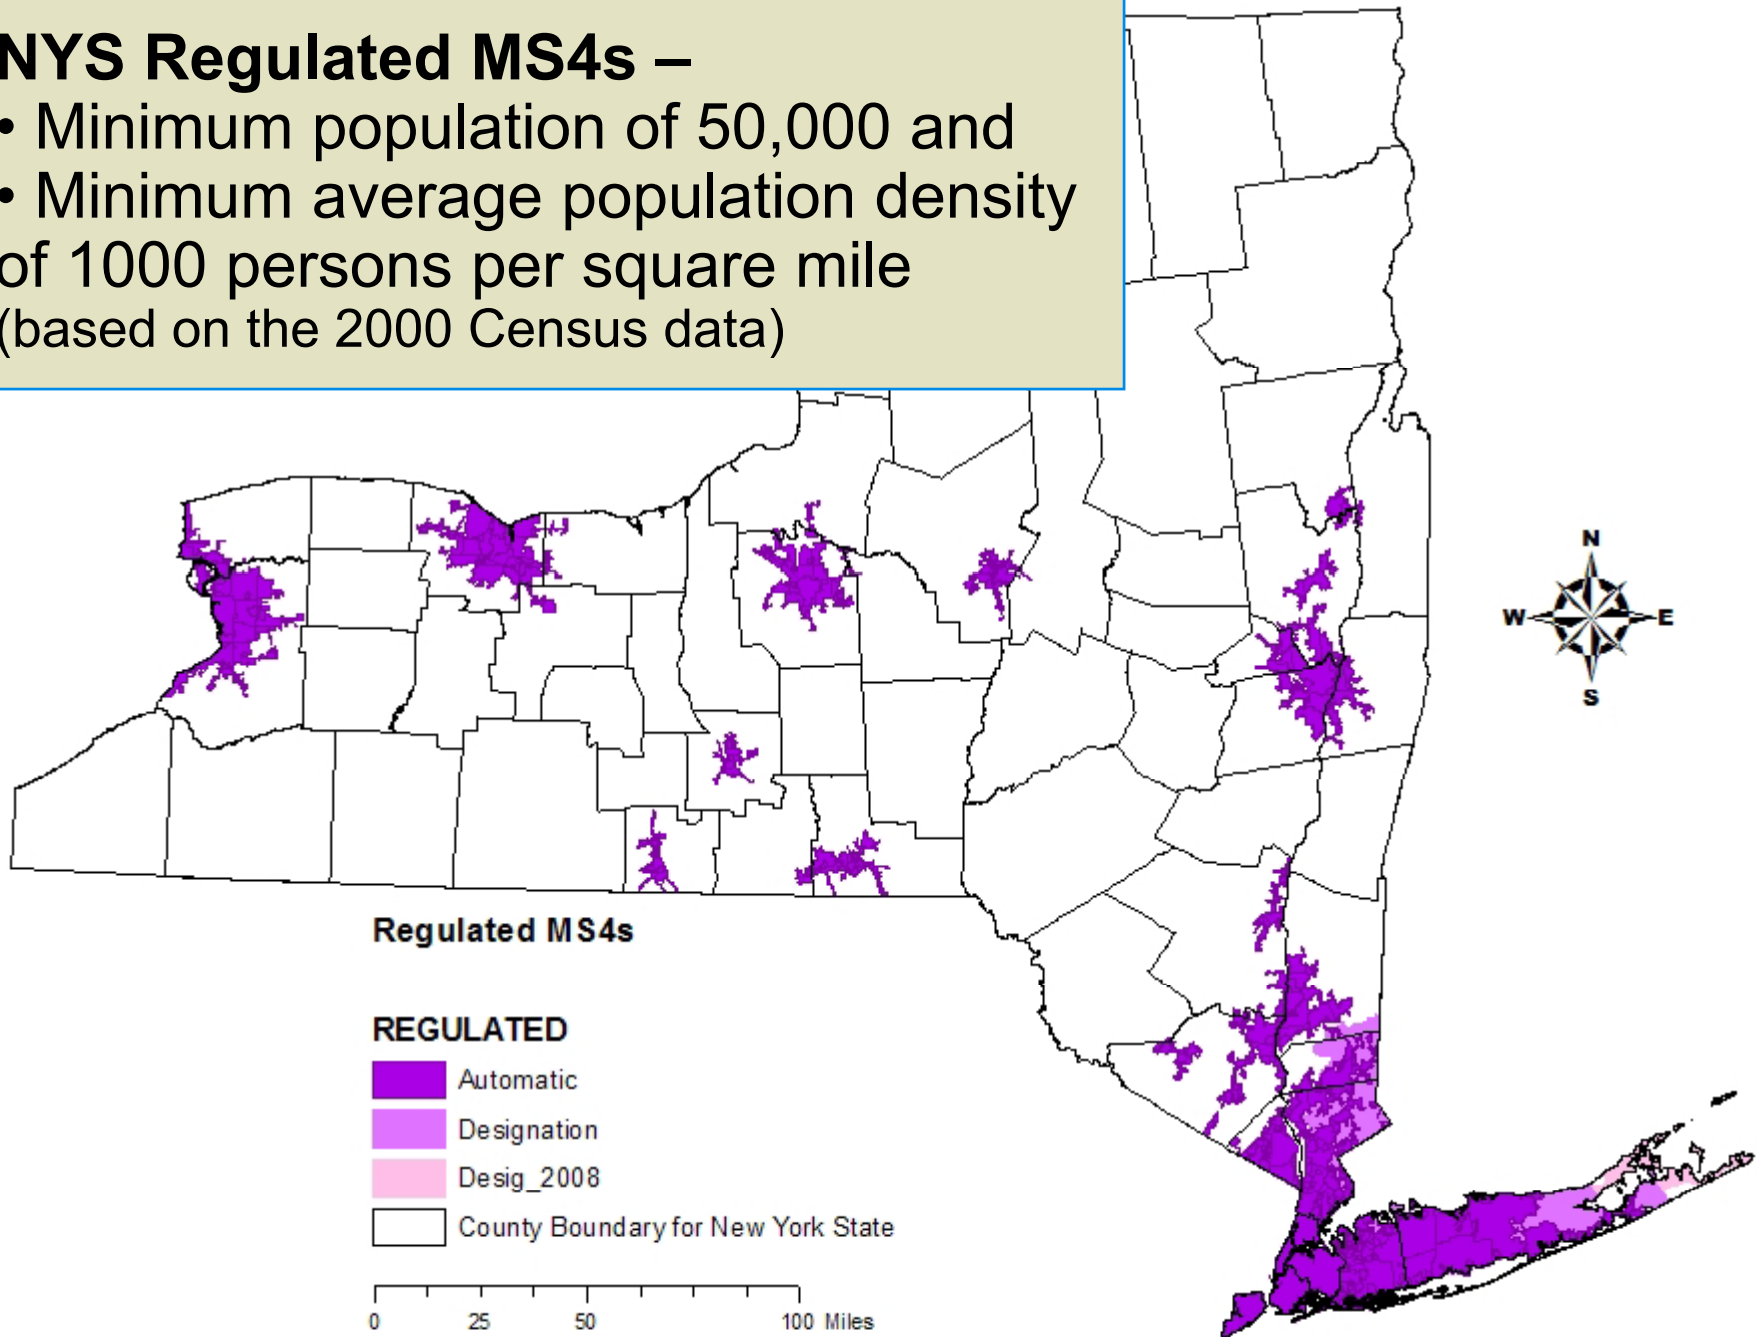 NYS Regulated MS4s –
• Minimum population of 50,000 and
• Minimum average population density
of 1000 persons per square mile
(based on the 2000 Census data)
N
W E
S
Regulated MS4s
REGULATED
Automatic
Designation
Desig_2008
County Boundary for New York State
0 25 50 100 Miles